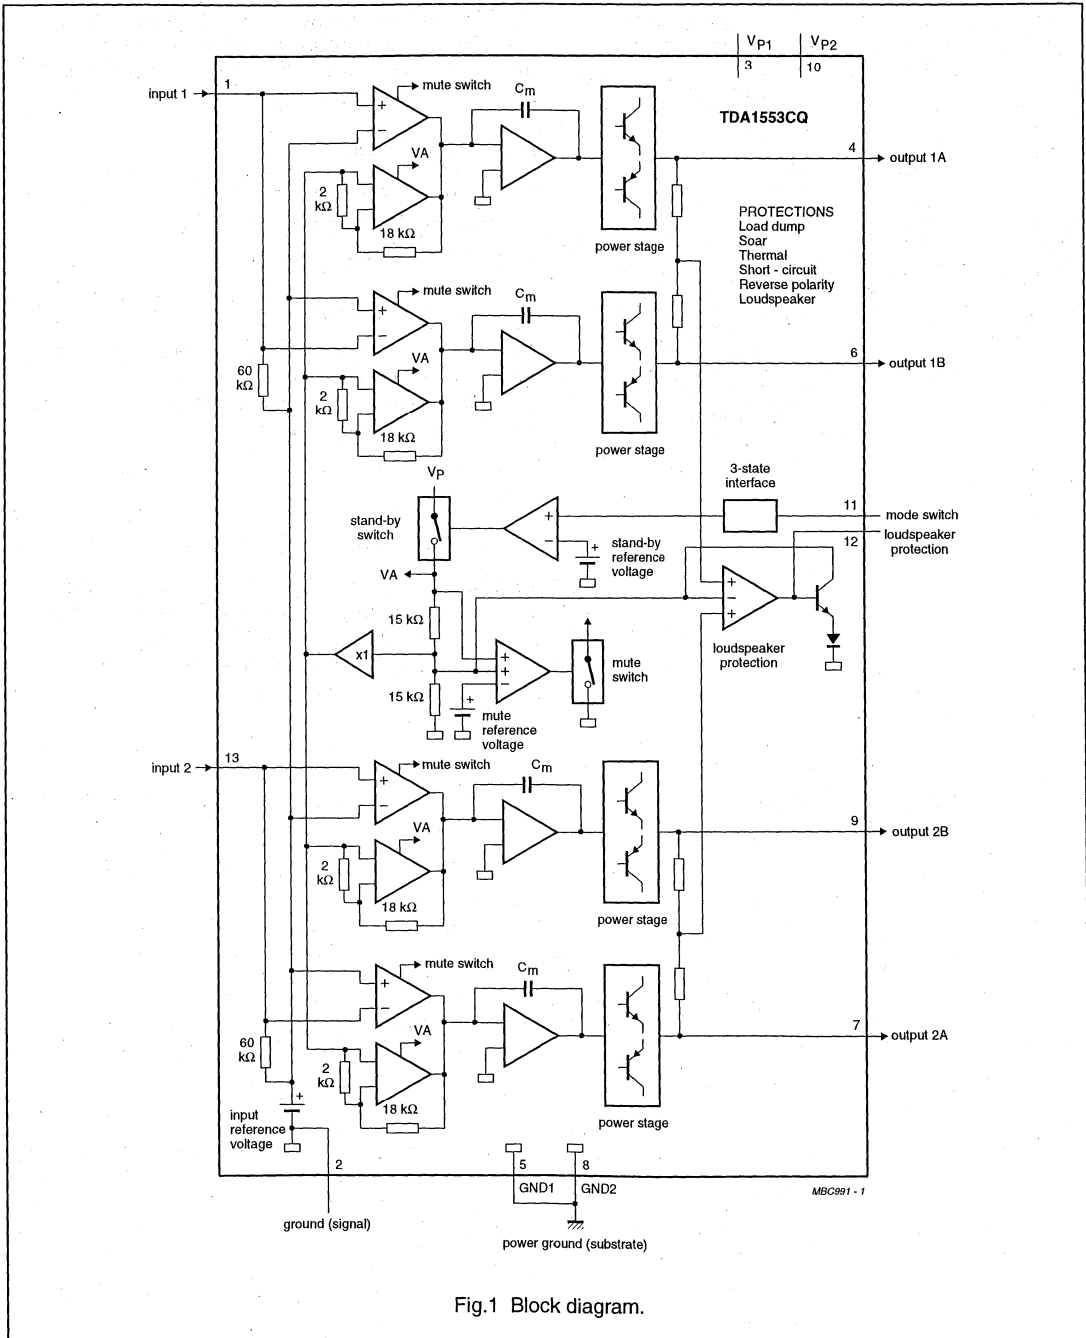 VP1
VP2
3
10
1
input 1
mute switch
Cm
TDA1553CQ
+
−
VA
4
output 1A
2
kΩ
18 kΩ
power stage
PROTECTIONS
Load dump
Soar
Thermal
Short - circuit
Reverse polarity
Loudspeaker
mute switch
Cm
+
−
VA
6
output 1B
60
kΩ
2
kΩ
18 kΩ
power stage
VP
3-state
interface
stand-by
switch
+
−
+
stand-by
reference
voltage
11
mode switch
12
loudspeaker
protection
VA
15 kΩ
+
−
+
loudspeaker
protection
x1
+
+
−
mute
switch
15 kΩ
+
mute
reference
voltage
13
input 2
mute switch
Cm
+
−
VA
9
output 2B
2
kΩ
18 kΩ
power stage
mute switch
Cm
+
−
VA
7
output 2A
60
kΩ
2
kΩ
18 kΩ
power stage
+
input
reference
voltage
2
5
8
GND1
GND2
MBC991 - 1
ground (signal)
power ground (substrate)
Fig.1 Block diagram.